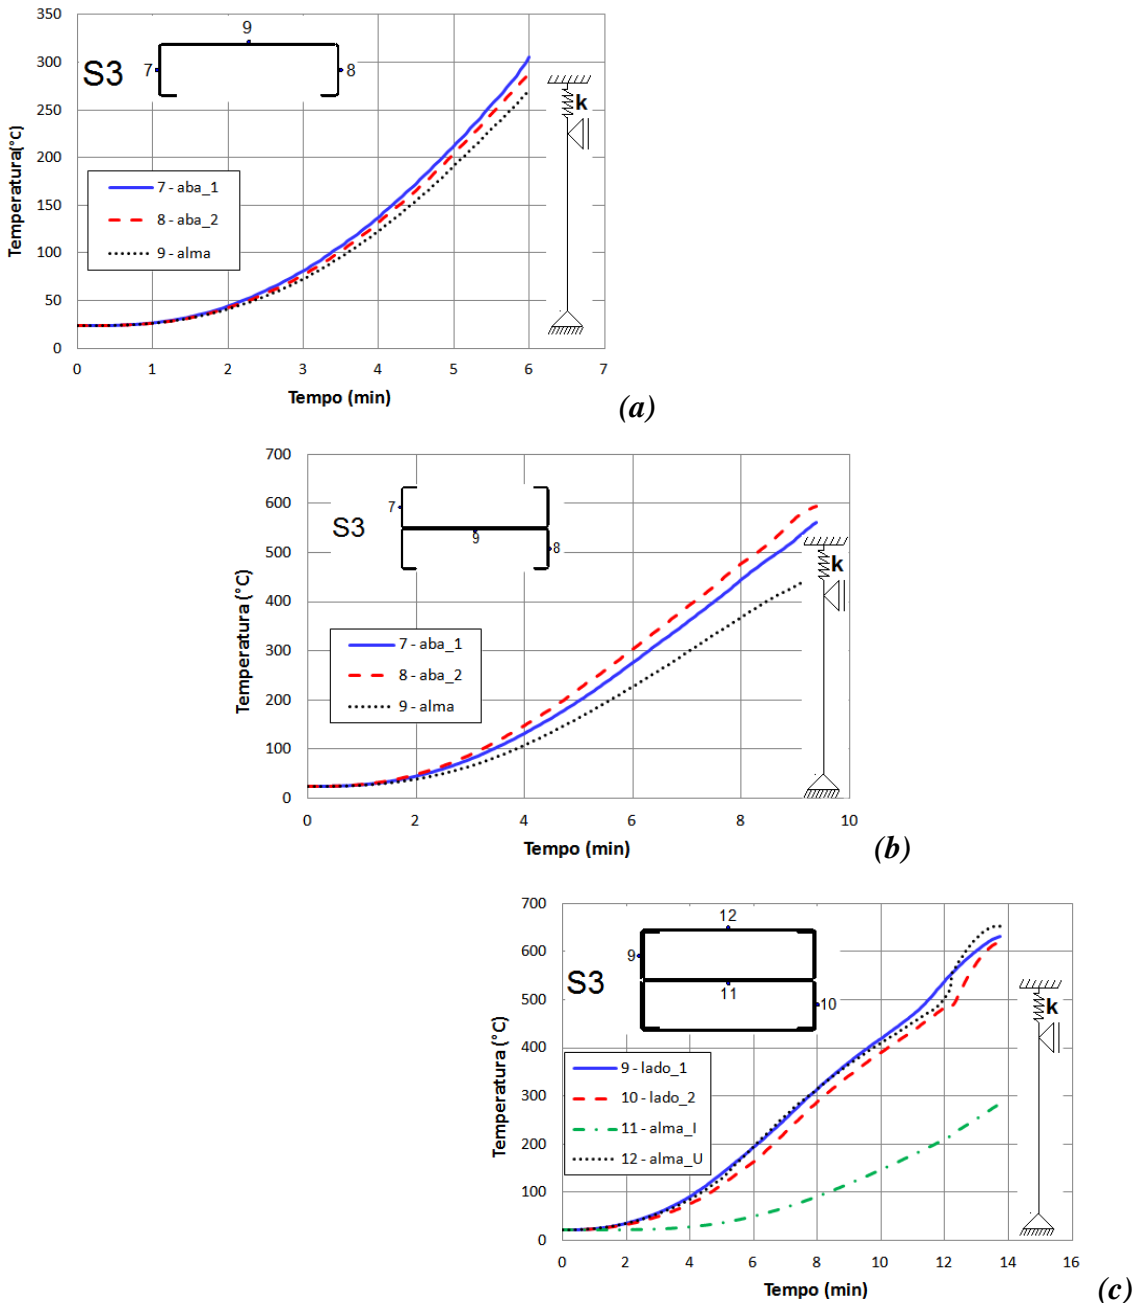 350
300
250
200
150
100
50
0
Temperatura(°C)
S3
9
7
8
k
7 - aba_1
8 - aba_2
9 - alma
0 1 2 3 4 5 6 7
Tempo (min)
(a)
700
600
500
400
300
200
100
0
Temperatura (°C)
S3
7
9
8
k
7 - aba_1
8 - aba_2
9 - alma
0 2 4 6 8 10
Tempo (min)
(b)
700
600
500
400
300
200
100
0
Temperatura (°C)
S3
12
9
11
10
k
9 - lado_1
10 - lado_2
11 - alma_I
12 - alma_U
0 2 4 6 8 10 12 14 16
Tempo (min)
(c)